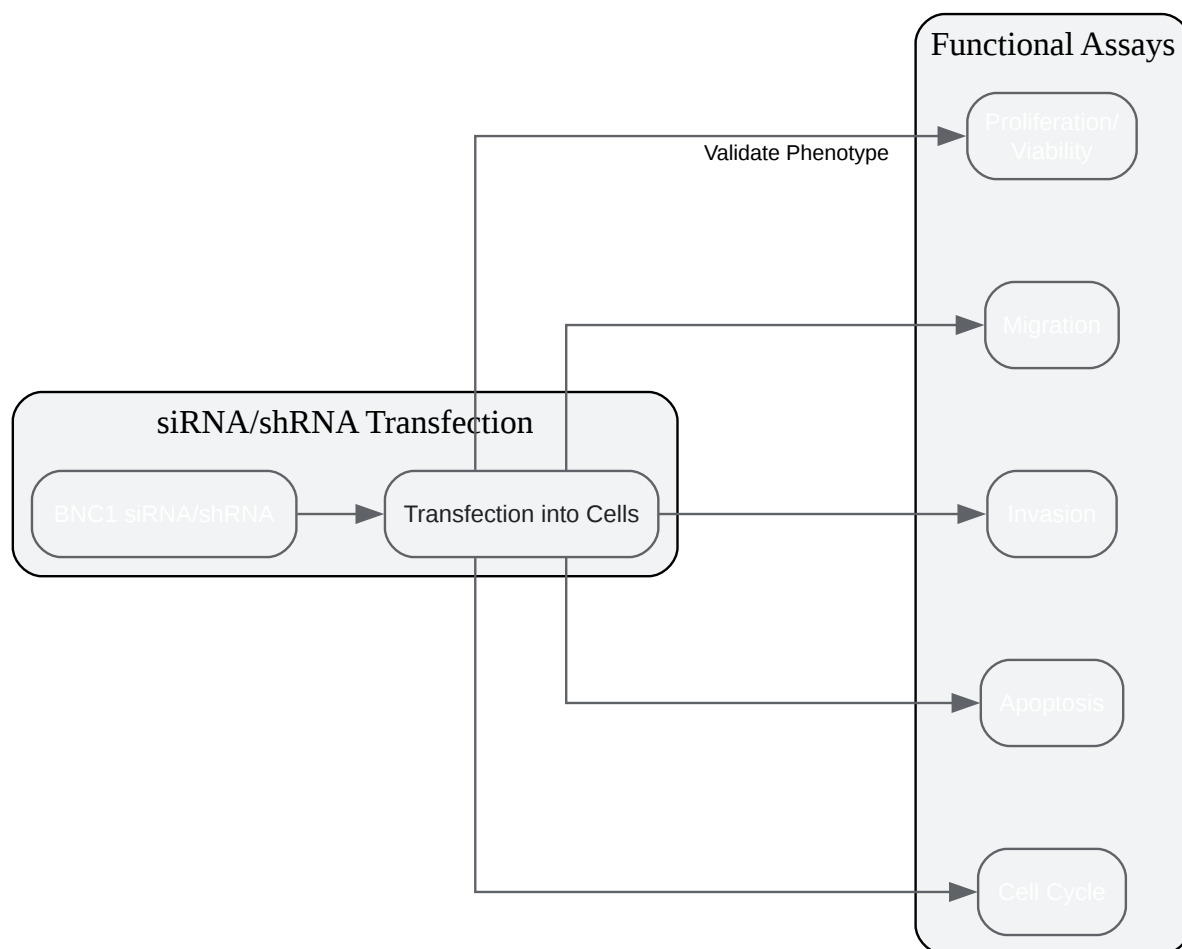 Functional Assays
Proliferation/
Viability
Validate Phenotype
Migration
siRNA/shRNA Transfection
BNC1 siRNA/shRNA
Transfection into Cells
Invasion
Apoptosis
Cell Cycle